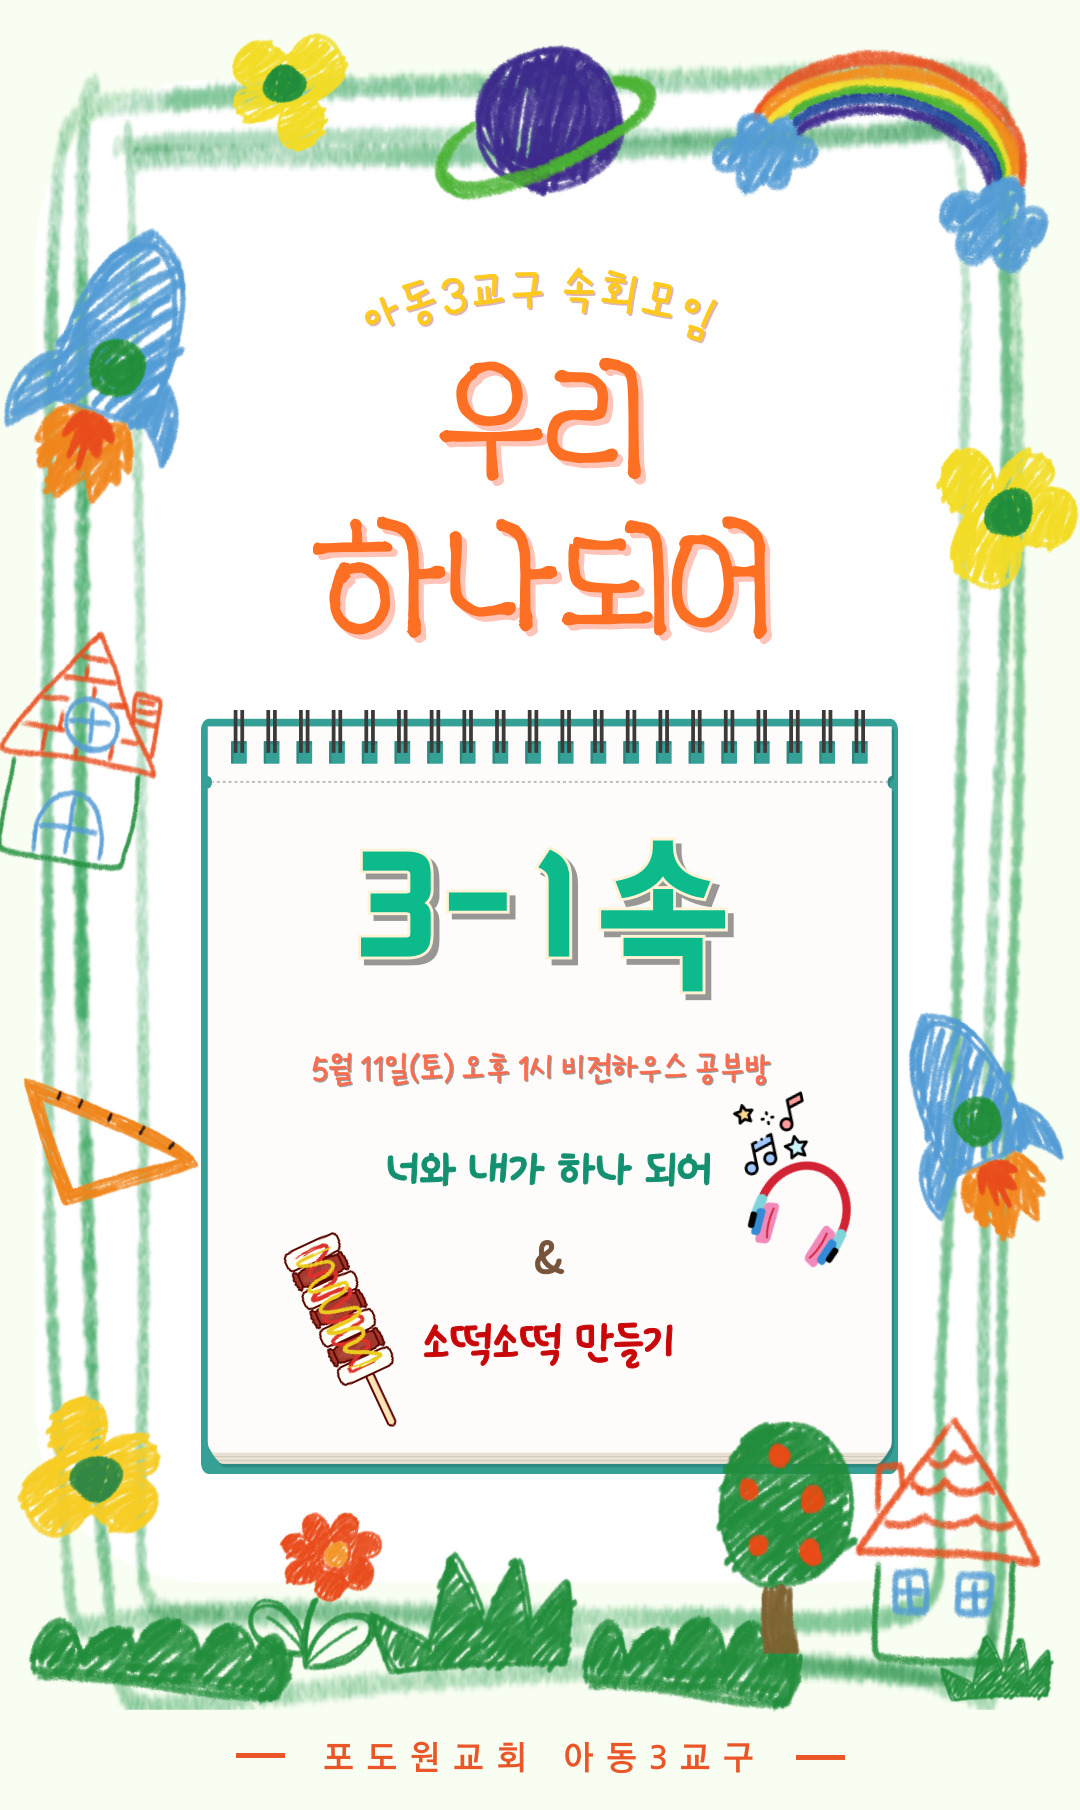 아동3교구 속회모임
우리
하나되어
3-1속
5월 11일(토) 오후 1시 비전하우스 공부방
너와 내가 하나 되어
&
소떡소떡 만들기
포도원교회 아동3교구